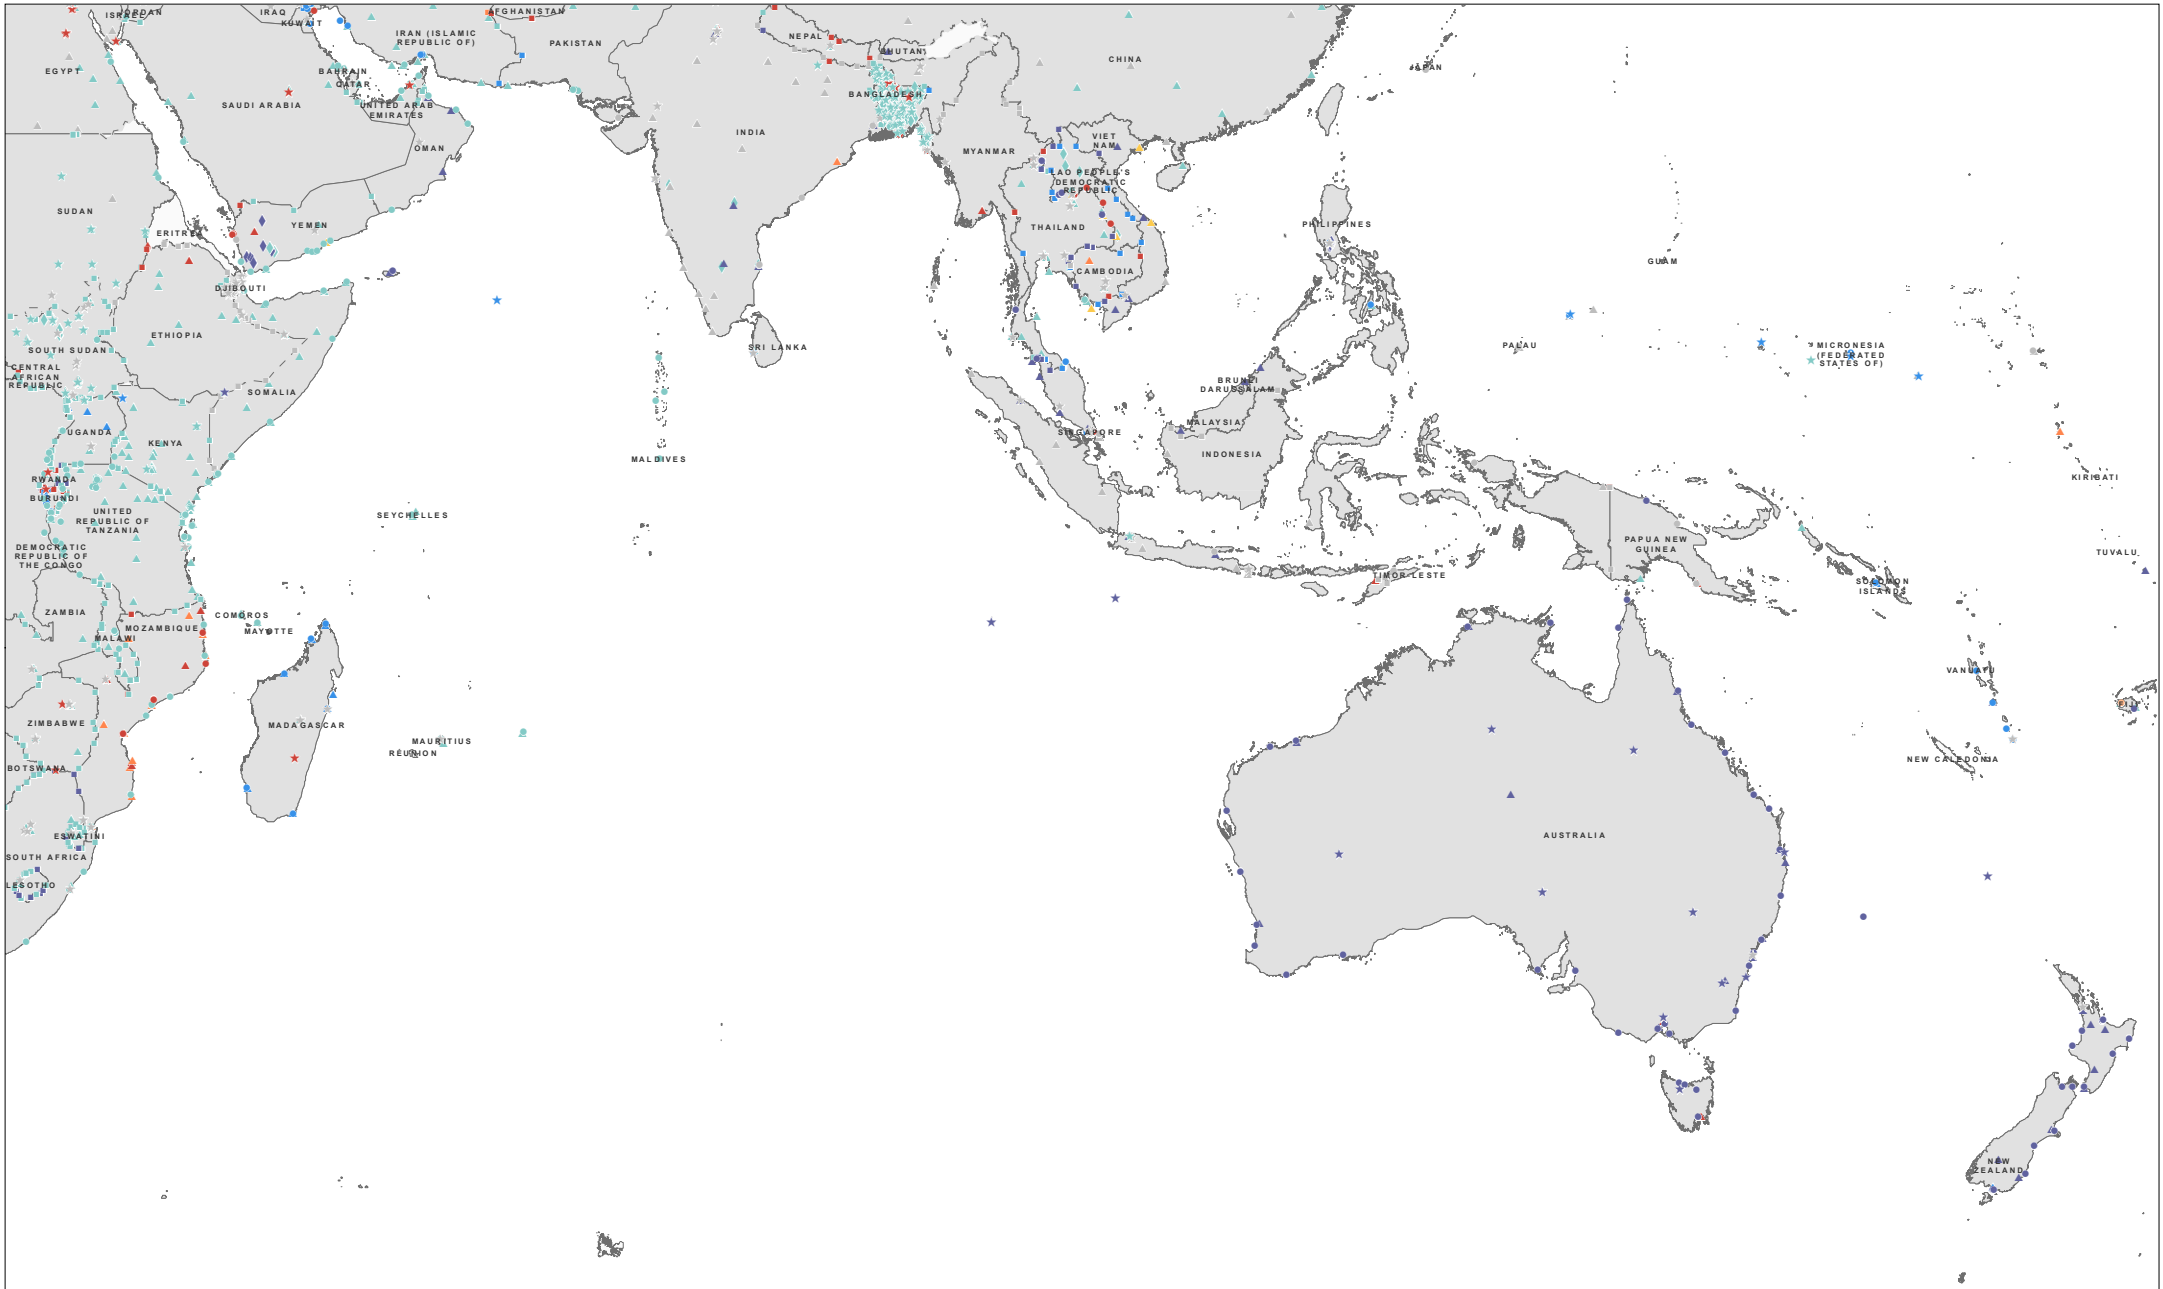 ISRAEL
JORDAN
IRAQ
KUWAIT
IRAN (ISLAMIC
REPUBLIC OF)
AFGHANISTAN
PAKISTAN
NEPAL
BHUTAN
CHINA
JAPAN
EGYPT
BAHRAIN
QATAR
SAUDI ARABIA
UNITED ARAB
EMIRATES
BANGLADESH
INDIA
OMAN
MYANMAR
VIET
NAM
LAO PEOPLE'S
DEMOCRATIC
REPUBLIC
SUDAN
YEMEN
ERITREA
THAILAND
PHILIPPINES
GUAM
DJIBOUTI
CAMBODIA
ETHIOPIA
SOUTH SUDAN
SRI LANKA
PALAU
MICRONESIA
(FEDERATED
STATES OF)
CENTRAL
AFRICAN
REPUBLIC
SOMALIA
BRUNEI
DARUSSALAM
UGANDA
KENYA
MALAYSIA
SINGAPORE
INDONESIA
MALDIVES
RWANDA
BURUNDI
KIRIBATI
UNITED
REPUBLIC OF
TANZANIA
SEYCHELLES
PAPUA NEW
GUINEA
TUVALU
DEMOCRATIC
REPUBLIC OF
THE CONGO
TIMOR-LESTE
SOLOMON
ISLANDS
ZAMBIA
COMOROS
MAYOTTE
MOZAMBIQUE
MALAWI
VANUATU
FIJI
ZIMBABWE
MADAGASCAR
MAURITIUS
RÉUNION
NEW CALEDONIA
BOTSWANA
ESWATINI
AUSTRALIA
SOUTH AFRICA
LESOTHO
NEW
ZEALAND